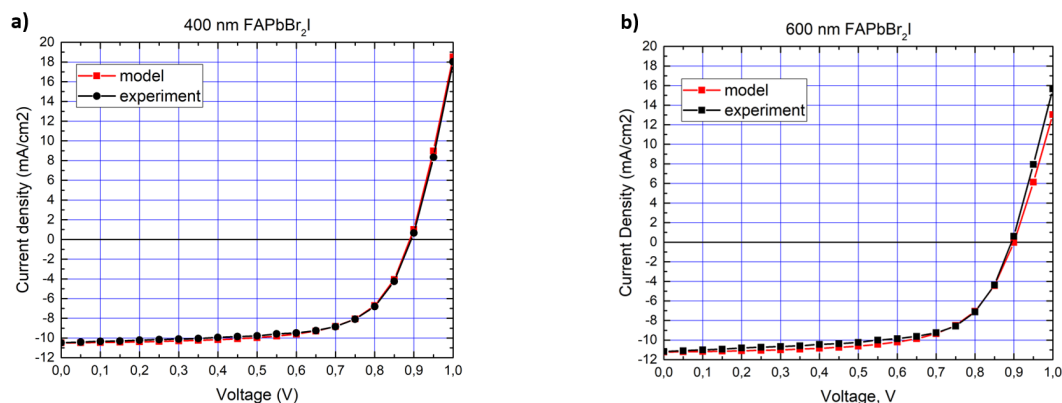 a)
400 nm FAPbBr₂I
20
18
16
14
12
10
8
6
4
2
0
-2
-4
-6
-8
-10
-12
Current density (mA/cm2)
model
experiment
0,0 0,1 0,2 0,3 0,4 0,5 0,6 0,7 0,8 0,9 1,0
Voltage (V)
b)
600 nm FAPbBr₂I
20
18
16
14
12
10
8
6
4
2
0
-2
-4
-6
-8
-10
-12
Current Density (mA/cm2)
model
experiment
0,0 0,1 0,2 0,3 0,4 0,5 0,6 0,7 0,8 0,9 1,0
Voltage, V